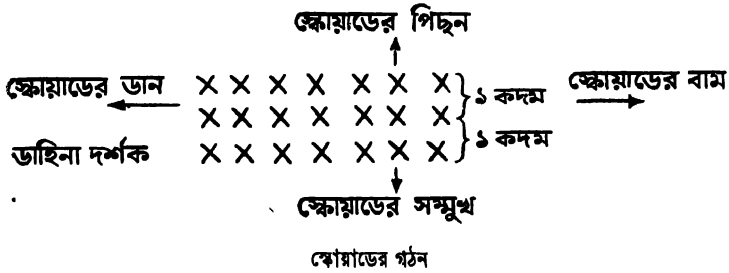 স্কোয়াডের পিছন
স্কোয়াডের ডান
স্কোয়াডের বাম
১ কদম
১ কদম
ডাহিনা দর্শক
স্কোয়াডের সম্মুখ
স্কোয়াডের গঠন